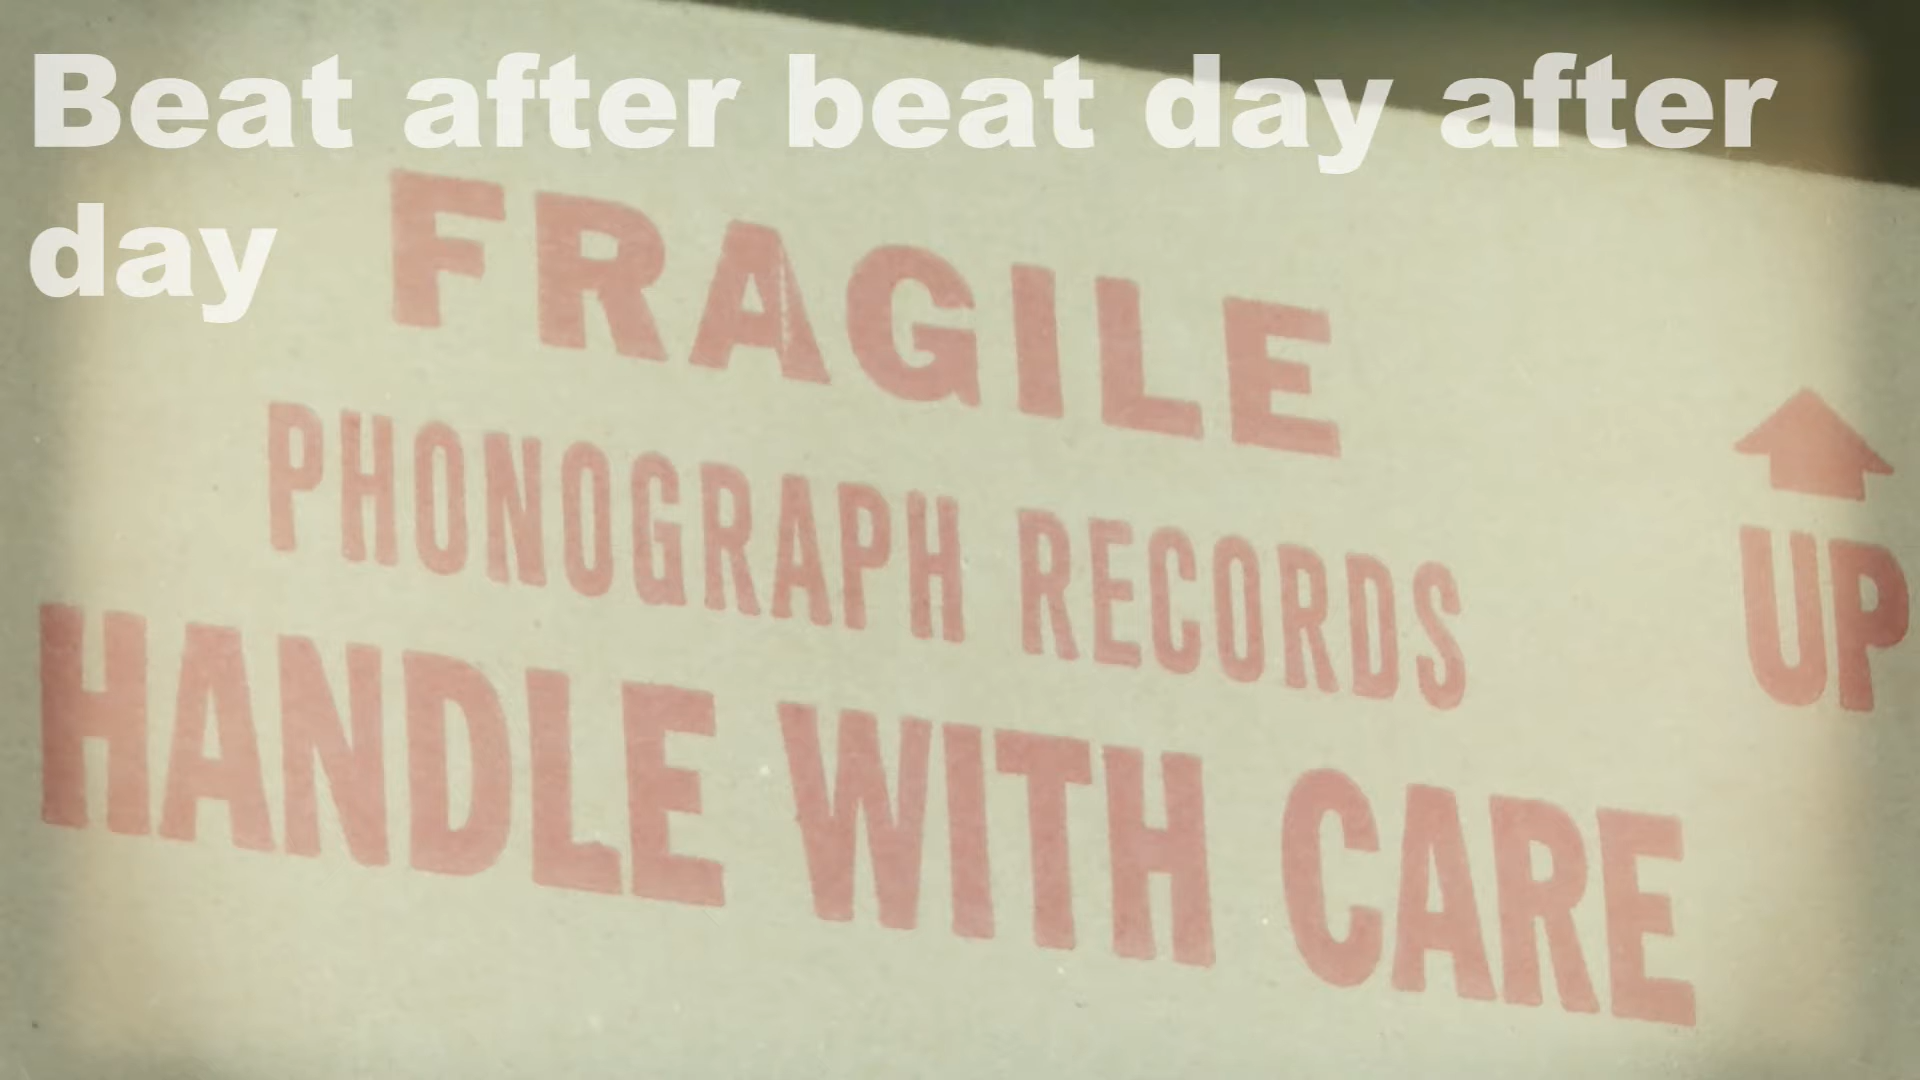 Beat after beat day after
day
FRAGILE
PHONOGRAPH RECORDS
HANDLE WITH CARE
UP